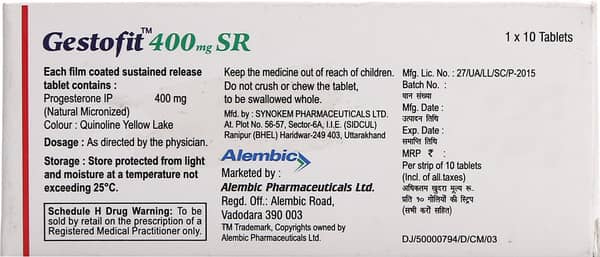 Gestofit™ 400mg SR
1 x 10 Tablets
Each film coated sustained release
tablet contains :
Progesterone IP 400 mg
(Natural Micronized)
Colour : Quinoline Yellow Lake
Dosage : As directed by the physician.
Storage : Store protected from light
and moisture at a temperature not
exceeding 25°C.
Schedule H Drug Warning: To be
sold by retail on the prescription of a
Registered Medical Practitioner only.
Keep the medicine out of reach of children.
Do not crush or chew the tablet,
to be swallowed whole.
Mfd. by : SYNOKEM PHARMACEUTICALS LTD.
At. Plot No. 56-57, Sector-6A, I.I.E. (SIDCUL)
Ranipur (BHEL) Haridwar-249 403, Uttarakhand
Alembic
Marketed by :
Alembic Pharmaceuticals Ltd.
Regd. Off.: Alembic Road,
Vadodara 390 003
TM Trademark, Copyrights owned by
Alembic Pharmaceuticals Ltd.
Mfg. Lic. No. : 27/UA/LL/SC/P-2015
Batch No. :
घान संख्या
Mfg. Date :
उत्पादन तिथि
Exp. Date :
समाप्ति तिथि
MRP ₹ :
Per strip of 10 tablets
(Incl. of all.taxes)
अधिकतम खुदरा मूल्य रू.
प्रति १० गोलियों की स्ट्रिप
(सभी करों सहित)
DJ/50000794/D/CM/03